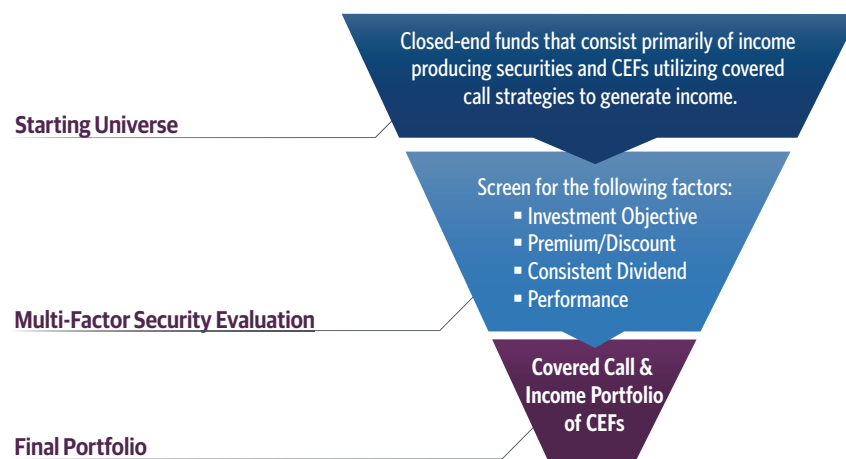 Closed-end funds that consist primarily of income
producing securities and CEFs utilizing covered
call strategies to generate income.
Starting Universe
Screen for the following factors:
▪ Investment Objective
▪ Premium/Discount
▪ Consistent Dividend
▪ Performance
Multi-Factor Security Evaluation
Covered Call &
Income Portfolio
of CEFs
Final Portfolio